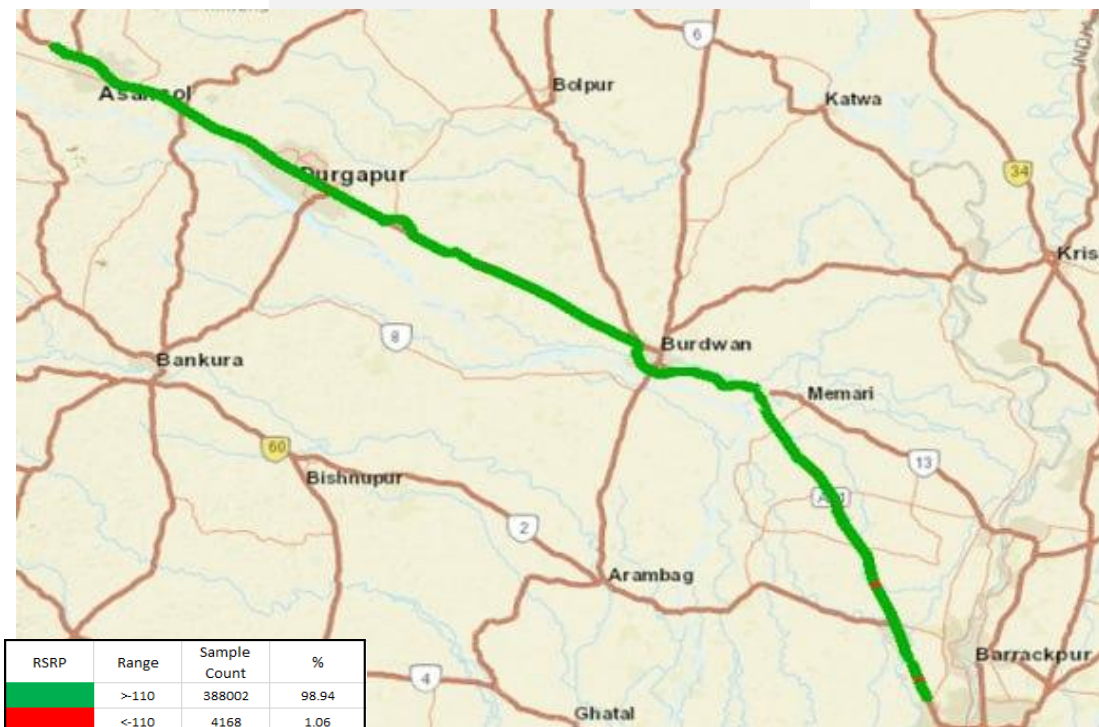 6
INDIA
Bolpur
Katwa
Asansol
34
Durgapur
Kris
8
Burdwan
Bankura
Memari
60
13
Bishnupur
2
Arambag
Barrackpur
4
Ghatal
RSRP Range Sample Count %
>-110 388002 98.94
<-110 4168 1.06